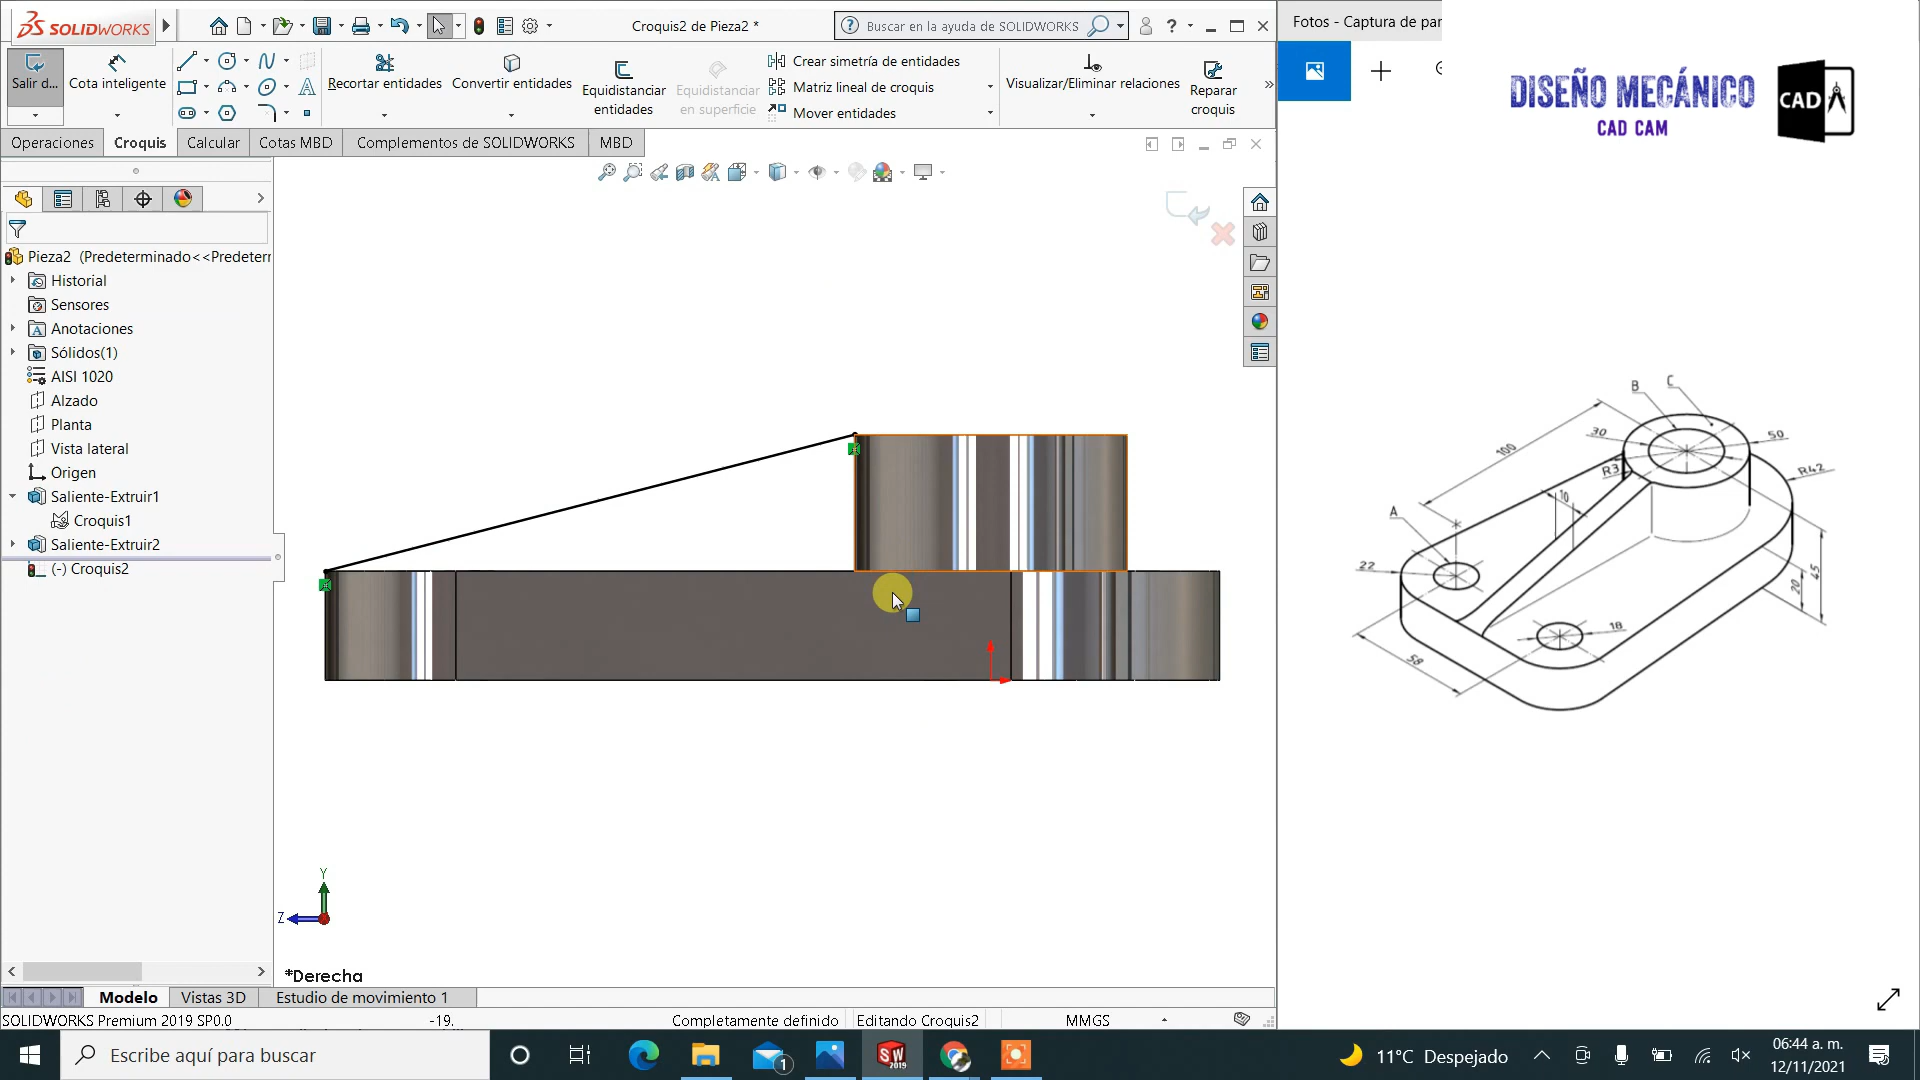 SOLIDWORKS
Croquis2 de Pieza2 *
Buscar en la ayuda de SOLIDWORKS
Fotos - Captura de par
DISEÑO MECÁNICO
CAD CAM
CAD
Salir d...
Cota inteligente
Recortar entidades
Convertir entidades
Equidistanciar entidades
Equidistanciar en superficie
Crear simetría de entidades
Matriz lineal de croquis
Mover entidades
Visualizar/Eliminar relaciones
Reparar croquis
Operaciones
Croquis
Calcular
Cotas MBD
Complementos de SOLIDWORKS
MBD
Pieza2 (Predeterminado<<Predeterr
Historial
Sensores
Anotaciones
Sólidos(1)
AISI 1020
Alzado
Planta
Vista lateral
Origen
Saliente-Extruir1
Croquis1
Saliente-Extruir2
(-) Croquis2
B
C
30
50
100
R3
R42
10
A
22
45
20
18
58
Y
Z
*Derecha
Modelo
Vistas 3D
Estudio de movimiento 1
SOLIDWORKS Premium 2019 SP0.0
-19.
Completamente definido
Editando Croquis2
MMGS
Escribe aquí para buscar
1
SW
2019
11°C Despejado
06:44 a. m.
12/11/2021